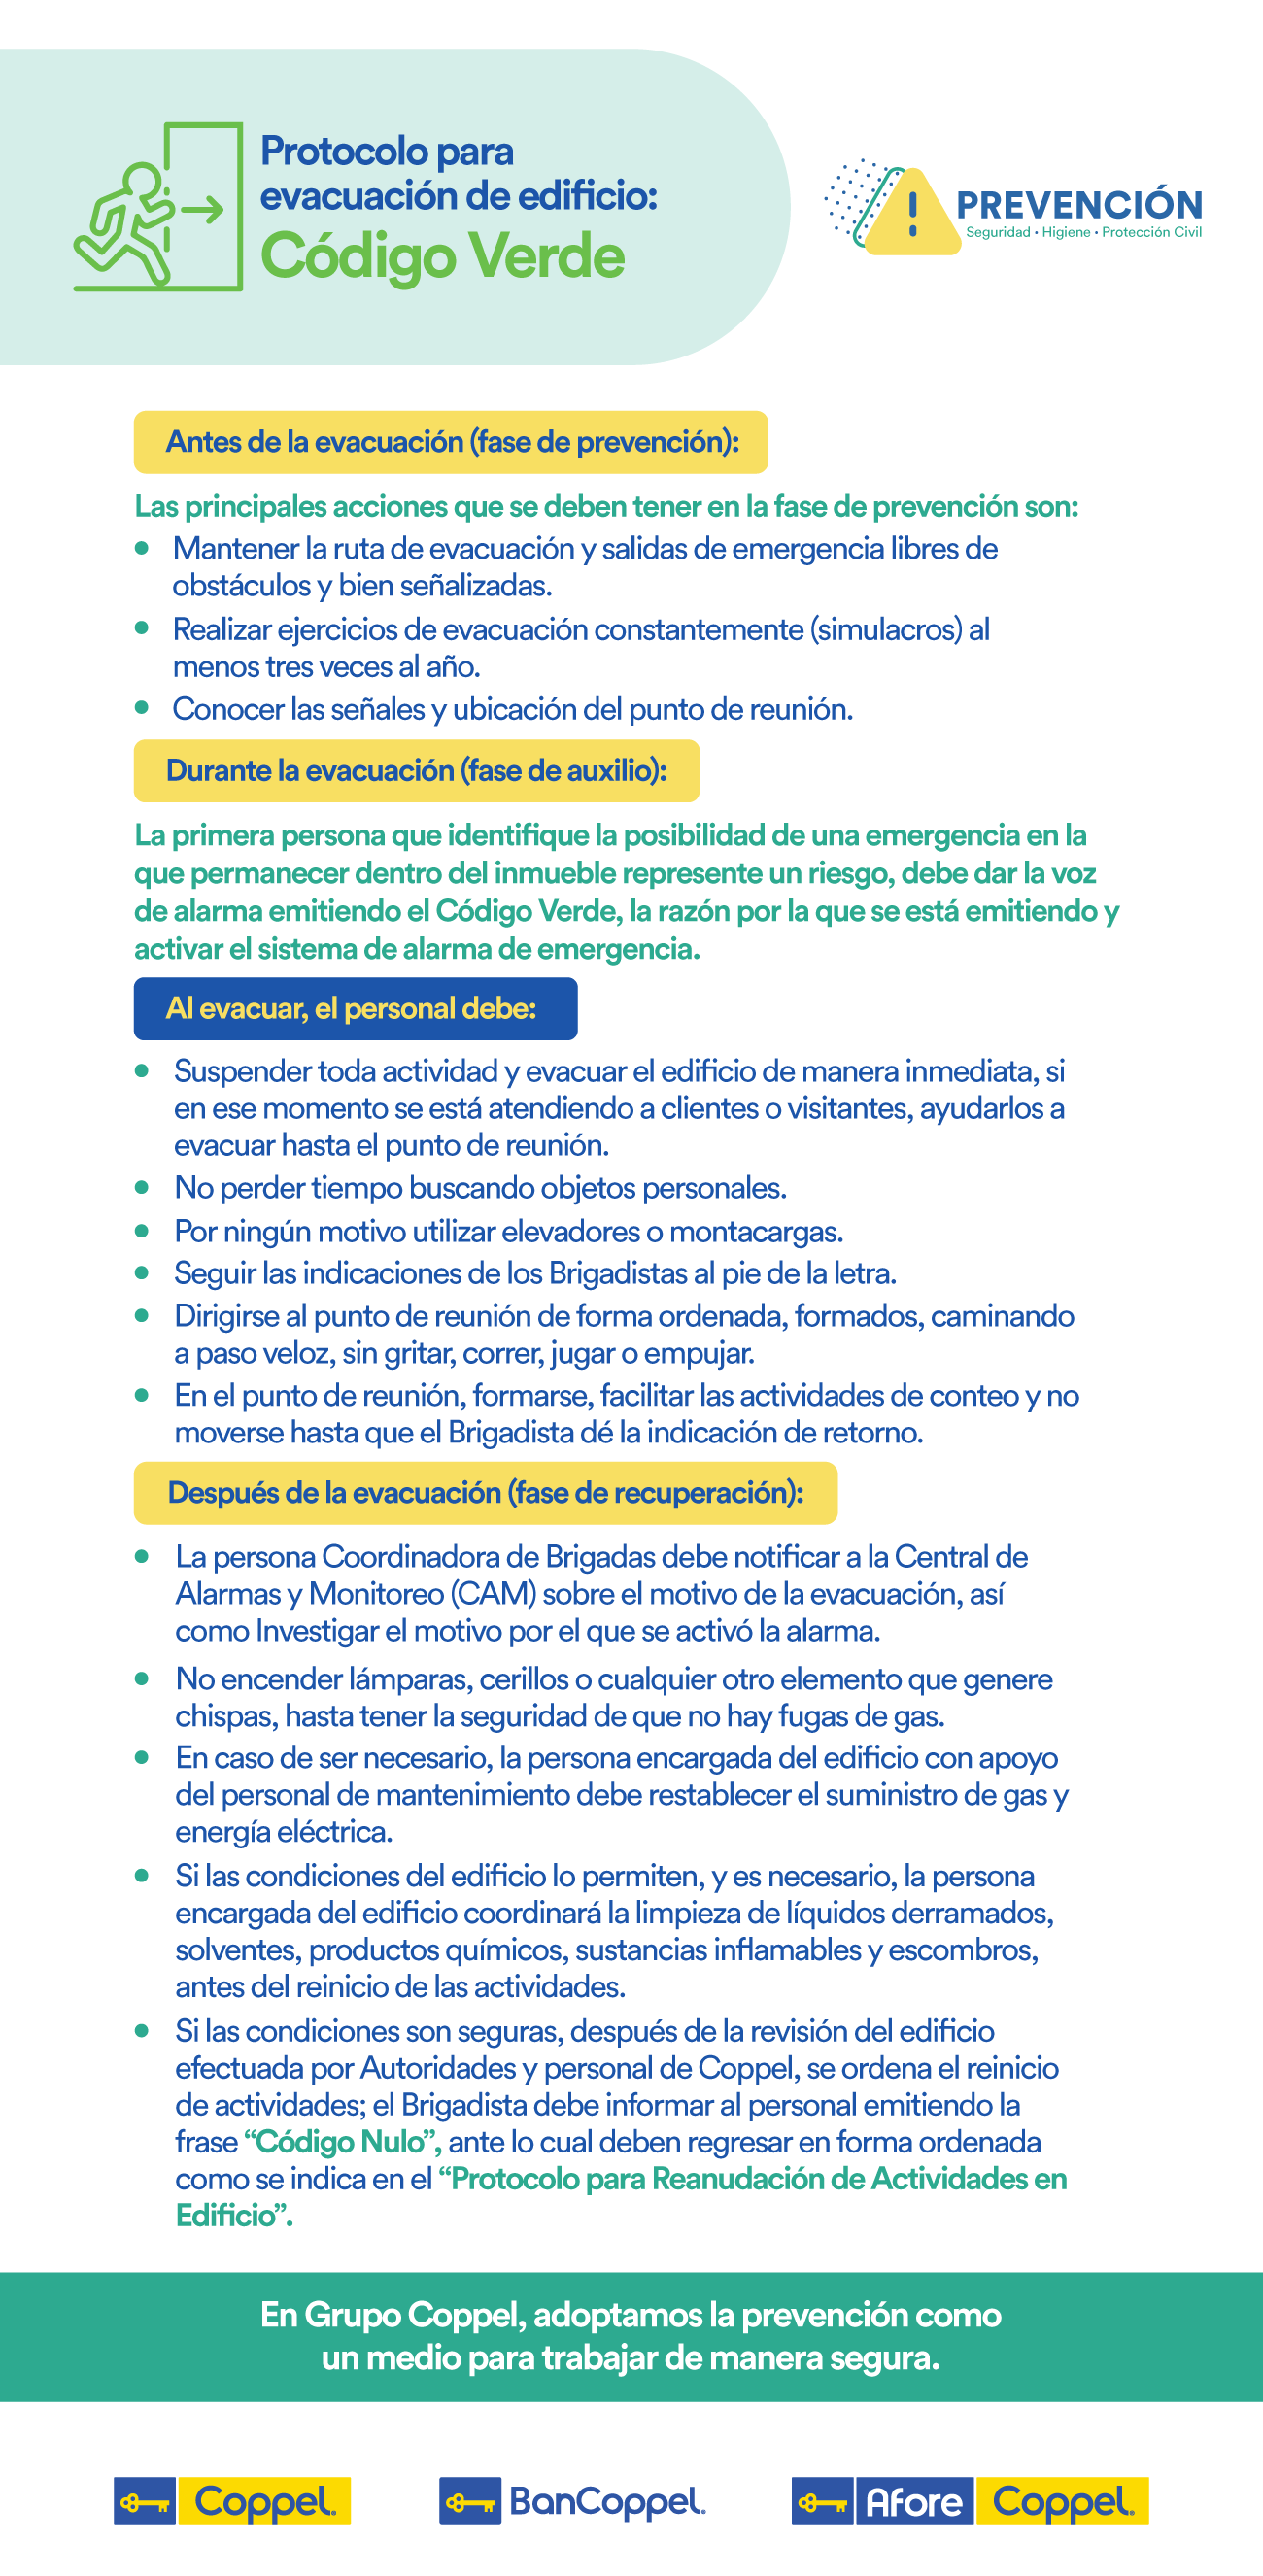 Protocolo para
evacuación de edificio:
Código Verde
PREVENCIÓN
Seguridad • Higiene • Protección Civil
Antes de la evacuación (fase de prevención):
Las principales acciones que se deben tener en la fase de prevención son:
• Mantener la ruta de evacuación y salidas de emergencia libres de
obstáculos y bien señalizadas.
• Realizar ejercicios de evacuación constantemente (simulacros) al
menos tres veces al año.
• Conocer las señales y ubicación del punto de reunión.
Durante la evacuación (fase de auxilio):
La primera persona que identifique la posibilidad de una emergencia en la
que permanecer dentro del inmueble represente un riesgo, debe dar la voz
de alarma emitiendo el Código Verde, la razón por la que se está emitiendo y
activar el sistema de alarma de emergencia.
Al evacuar, el personal debe:
• Suspender toda actividad y evacuar el edificio de manera inmediata, si
en ese momento se está atendiendo a clientes o visitantes, ayudarlos a
evacuar hasta el punto de reunión.
• No perder tiempo buscando objetos personales.
• Por ningún motivo utilizar elevadores o montacargas.
• Seguir las indicaciones de los Brigadistas al pie de la letra.
• Dirigirse al punto de reunión de forma ordenada, formados, caminando
a paso veloz, sin gritar, correr, jugar o empujar.
• En el punto de reunión, formarse, facilitar las actividades de conteo y no
moverse hasta que el Brigadista dé la indicación de retorno.
Después de la evacuación (fase de recuperación):
• La persona Coordinadora de Brigadas debe notificar a la Central de
Alarmas y Monitoreo (CAM) sobre el motivo de la evacuación, así
como Investigar el motivo por el que se activó la alarma.
• No encender lámparas, cerillos o cualquier otro elemento que genere
chispas, hasta tener la seguridad de que no hay fugas de gas.
• En caso de ser necesario, la persona encargada del edificio con apoyo
del personal de mantenimiento debe restablecer el suministro de gas y
energía eléctrica.
• Si las condiciones del edificio lo permiten, y es necesario, la persona
encargada del edificio coordinará la limpieza de líquidos derramados,
solventes, productos químicos, sustancias inflamables y escombros,
antes del reinicio de las actividades.
• Si las condiciones son seguras, después de la revisión del edificio
efectuada por Autoridades y personal de Coppel, se ordena el reinicio
de actividades; el Brigadista debe informar al personal emitiendo la
frase “Código Nulo”, ante lo cual deben regresar en forma ordenada
como se indica en el “Protocolo para Reanudación de Actividades en
Edificio”.
En Grupo Coppel, adoptamos la prevención como
un medio para trabajar de manera segura.
Coppel.
BanCoppel.
Afore Coppel.